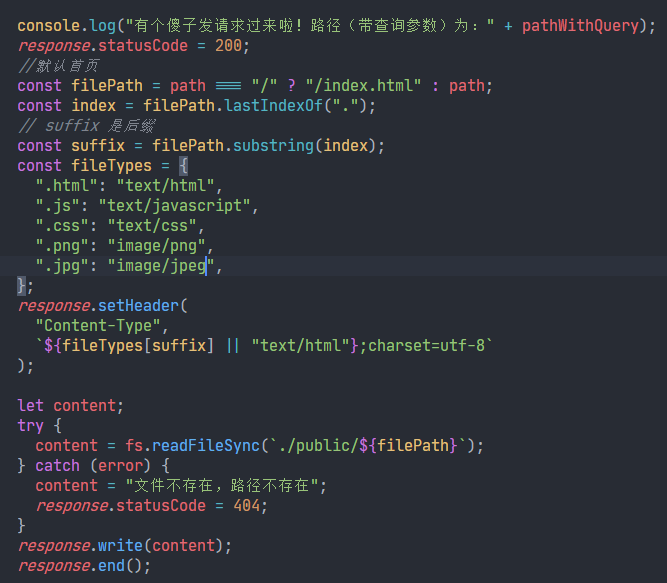 console.log("有个傻子发请求过来啦！路径（带查询参数）为：" + pathWithQuery);
response.statusCode = 200;
//默认首页
const filePath = path === "/" ? "/index.html" : path;
const index = filePath.lastIndexOf(".");
// suffix 是后缀
const suffix = filePath.substring(index);
const fileTypes = {
  ".html": "text/html",
  ".js": "text/javascript",
  ".css": "text/css",
  ".png": "image/png",
  ".jpg": "image/jpeg",
};
response.setHeader(
  "Content-Type",
  `${fileTypes[suffix] || "text/html"};charset=utf-8`
);
let content;
try {
  content = fs.readFileSync(`./public/${filePath}`);
} catch (error) {
  content = "文件不存在，路径不存在";
  response.statusCode = 404;
}
response.write(content);
response.end();